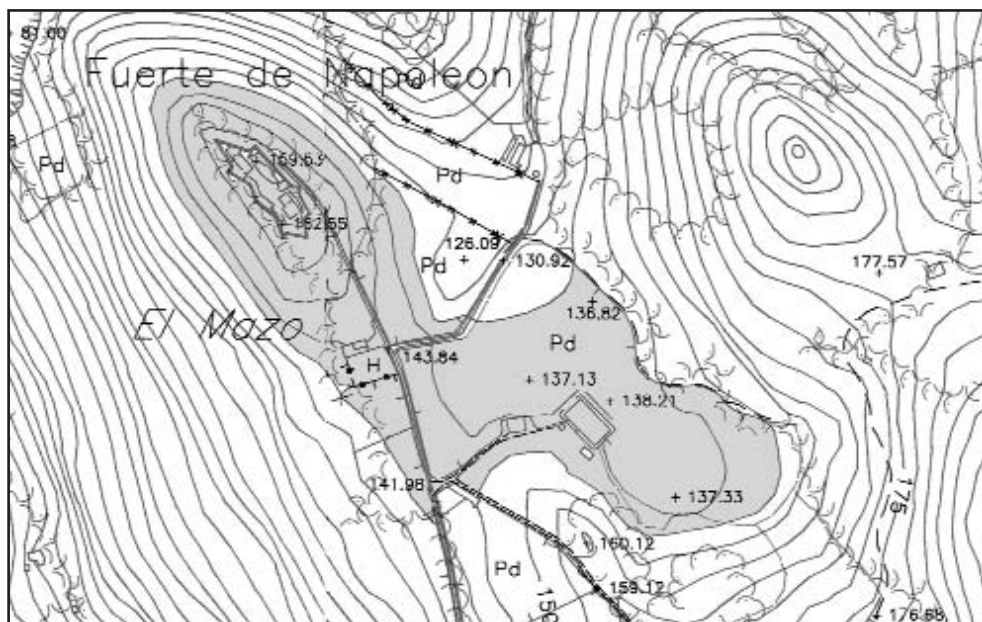 81.00
Fuerte de Napoleon
Pd
159.63
Pd
162.55
126.09
Pd
130.92
177.57
136.82
El Mazo
Pd
143.84
H
137.13
138.21
141.98
137.33
175
160.12
Pd
159.12
150
176.68